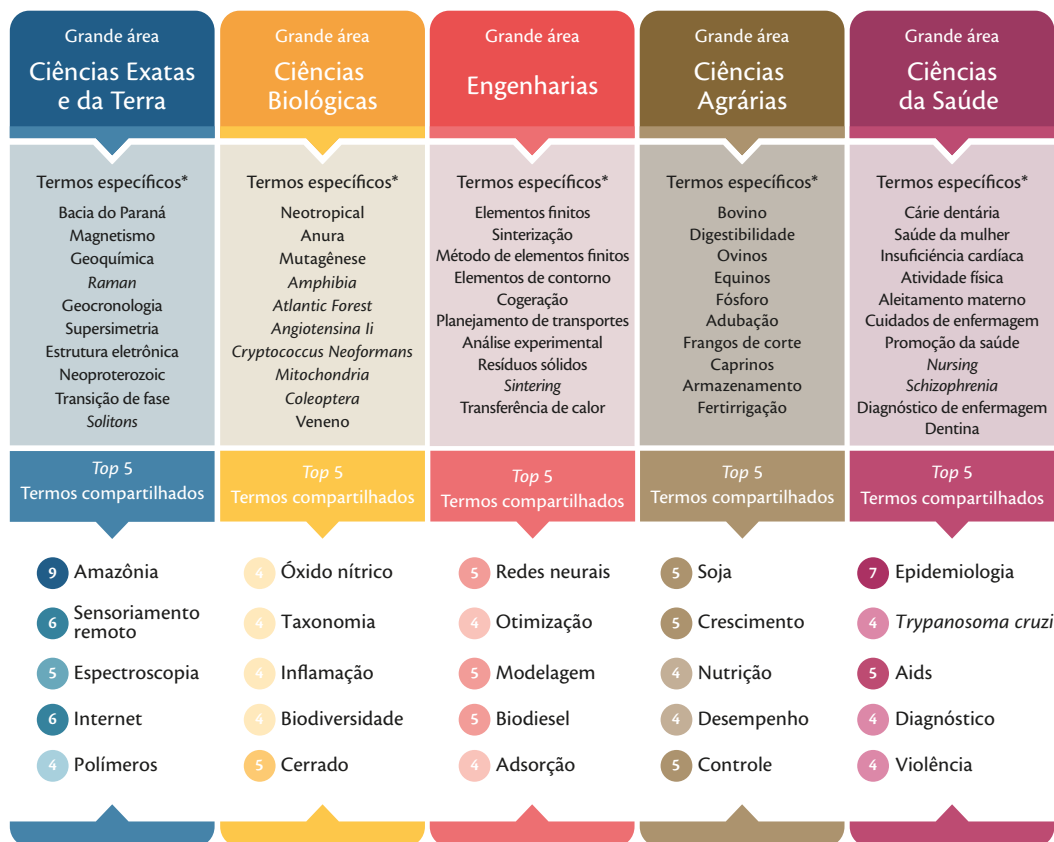 Grande área
Ciências Exatas
e da Terra
Termos específicos*
Bacia do Paraná
Magnetismo
Geoquímica
Raman
Geocronologia
Supersimetria
Estrutura eletrônica
Neoproterozoic
Transição de fase
Solitons
Top 5
Termos compartilhados
9 Amazônia
6 Sensoriamento
remoto
5 Espectroscopia
6 Internet
4 Polímeros
Grande área
Ciências
Biológicas
Termos específicos*
Neotropical
Anura
Mutagênese
Amphibia
Atlantic Forest
Angiotensina Ii
Cryptococcus Neoformans
Mitochondria
Coleoptera
Veneno
Top 5
Termos compartilhados
4 Óxido nítrico
4 Taxonomia
4 Inflamação
4 Biodiversidade
5 Cerrado
Grande área
Engenharias
Termos específicos*
Elementos finitos
Sinterização
Método de elementos finitos
Elementos de contorno
Cogeração
Planejamento de transportes
Análise experimental
Resíduos sólidos
Sintering
Transferência de calor
Top 5
Termos compartilhados
5 Redes neurais
4 Otimização
5 Modelagem
5 Biodiesel
4 Adsorção
Grande área
Ciências
Agrárias
Termos específicos*
Bovino
Digestibilidade
Ovinos
Equinos
Fósforo
Adubação
Frangos de corte
Caprinos
Armazenamento
Fertirrigação
Top 5
Termos compartilhados
5 Soja
5 Crescimento
4 Nutrição
4 Desempenho
5 Controle
Grande área
Ciências
da Saúde
Termos específicos*
Cárie dentária
Saúde da mulher
Insuficiéncia cardíaca
Atividade física
Aleitamento materno
Cuidados de enfermagem
Promoção da saúde
Nursing
Schizophrenia
Diagnóstico de enfermagem
Dentina
Top 5
Termos compartilhados
7 Epidemiologia
4 Trypanosoma cruzi
5 Aids
4 Diagnóstico
4 Violência